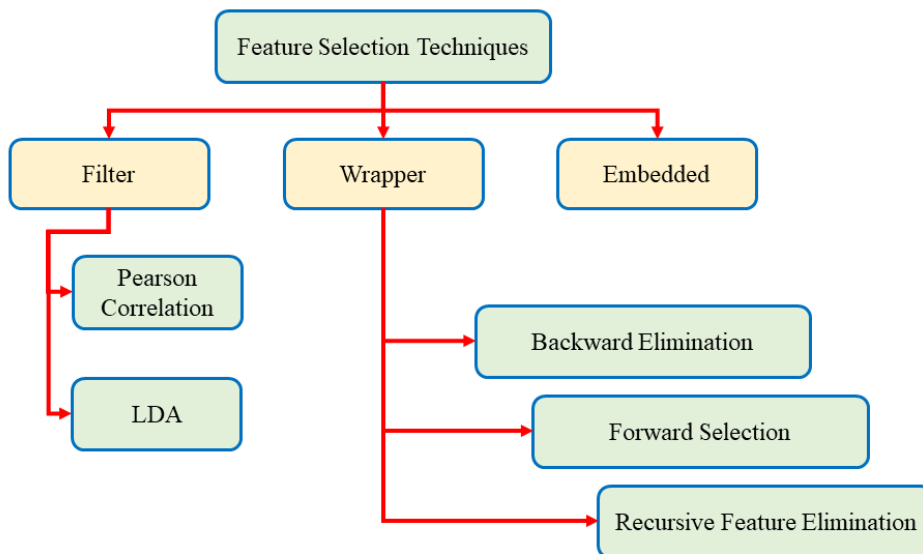 Feature Selection Techniques
Filter
Wrapper
Embedded
Pearson
Correlation
LDA
Backward Elimination
Forward Selection
Recursive Feature Elimination